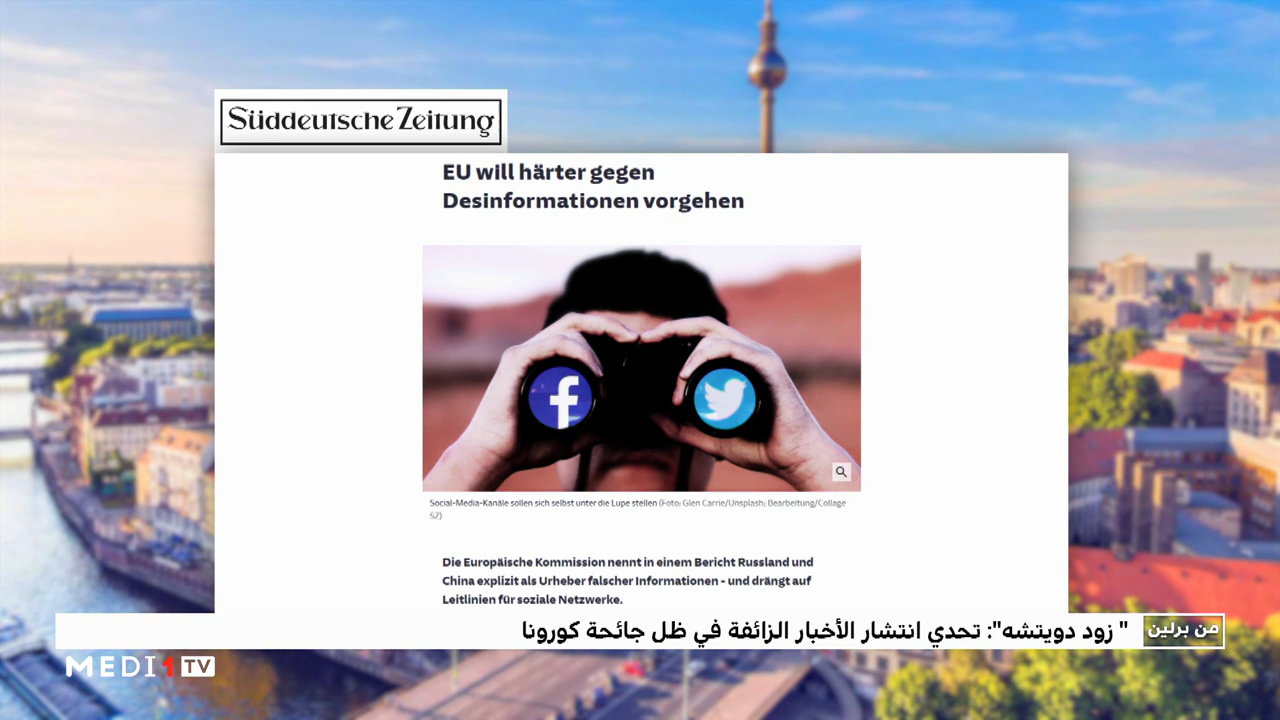 Süddeutsche Zeitung
EU will härter gegen
Desinformationen vorgehen
Social-Media-Kanäle sollen sich selbst unter die Lupe stellen (Foto: Glen Carrie/Unsplash; Bearbeitung/Collage
SZ)
Die Europäische Kommission nennt in einem Bericht Russland und
China explizit als Urheber falscher Informationen - und drängt auf
Leitlinien für soziale Netzwerke.
من برلين
" زود دويتشه": تحدي انتشار الأخبار الزائفة في ظل جائحة كورونا
MEDI1TV